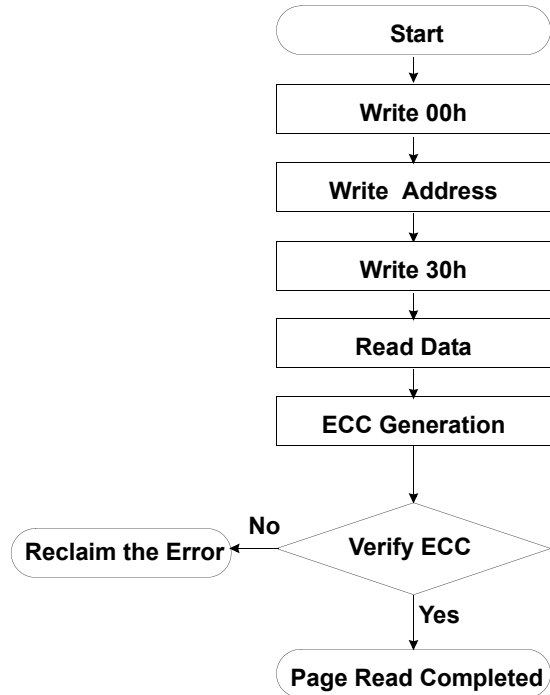 Start
Write 00h
Write Address
Write 30h
Read Data
ECC Generation
No
Reclaim the Error
Verify ECC
Yes
Page Read Completed